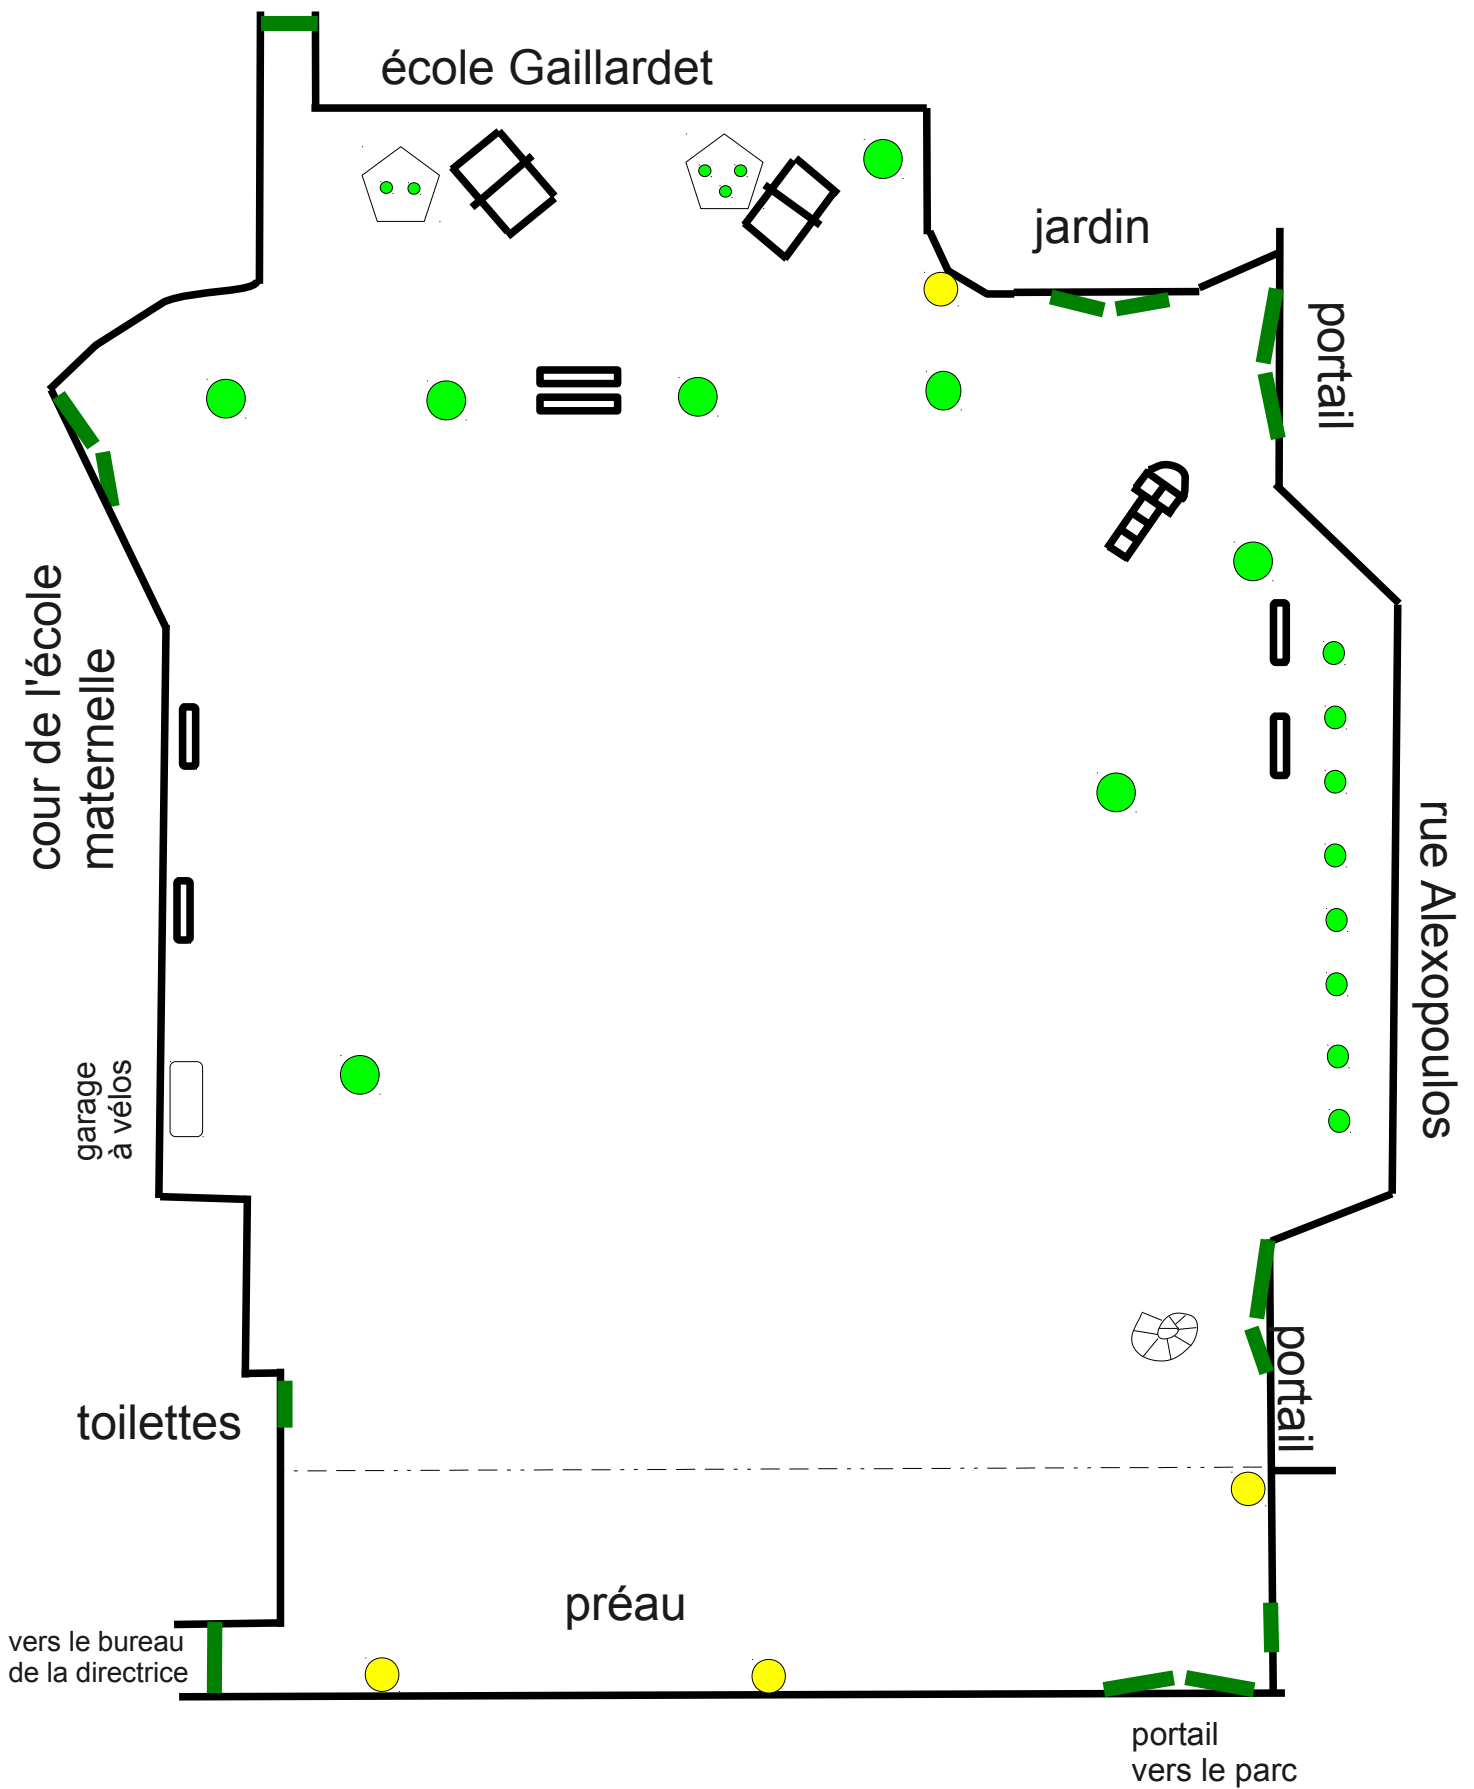 école Gaillardet
jardin
portail
cour de l'école
maternelle
rue Alexopoulos
garage
à vélos
portail
toilettes
préau
vers le bureau
de la directrice
portail
vers le parc